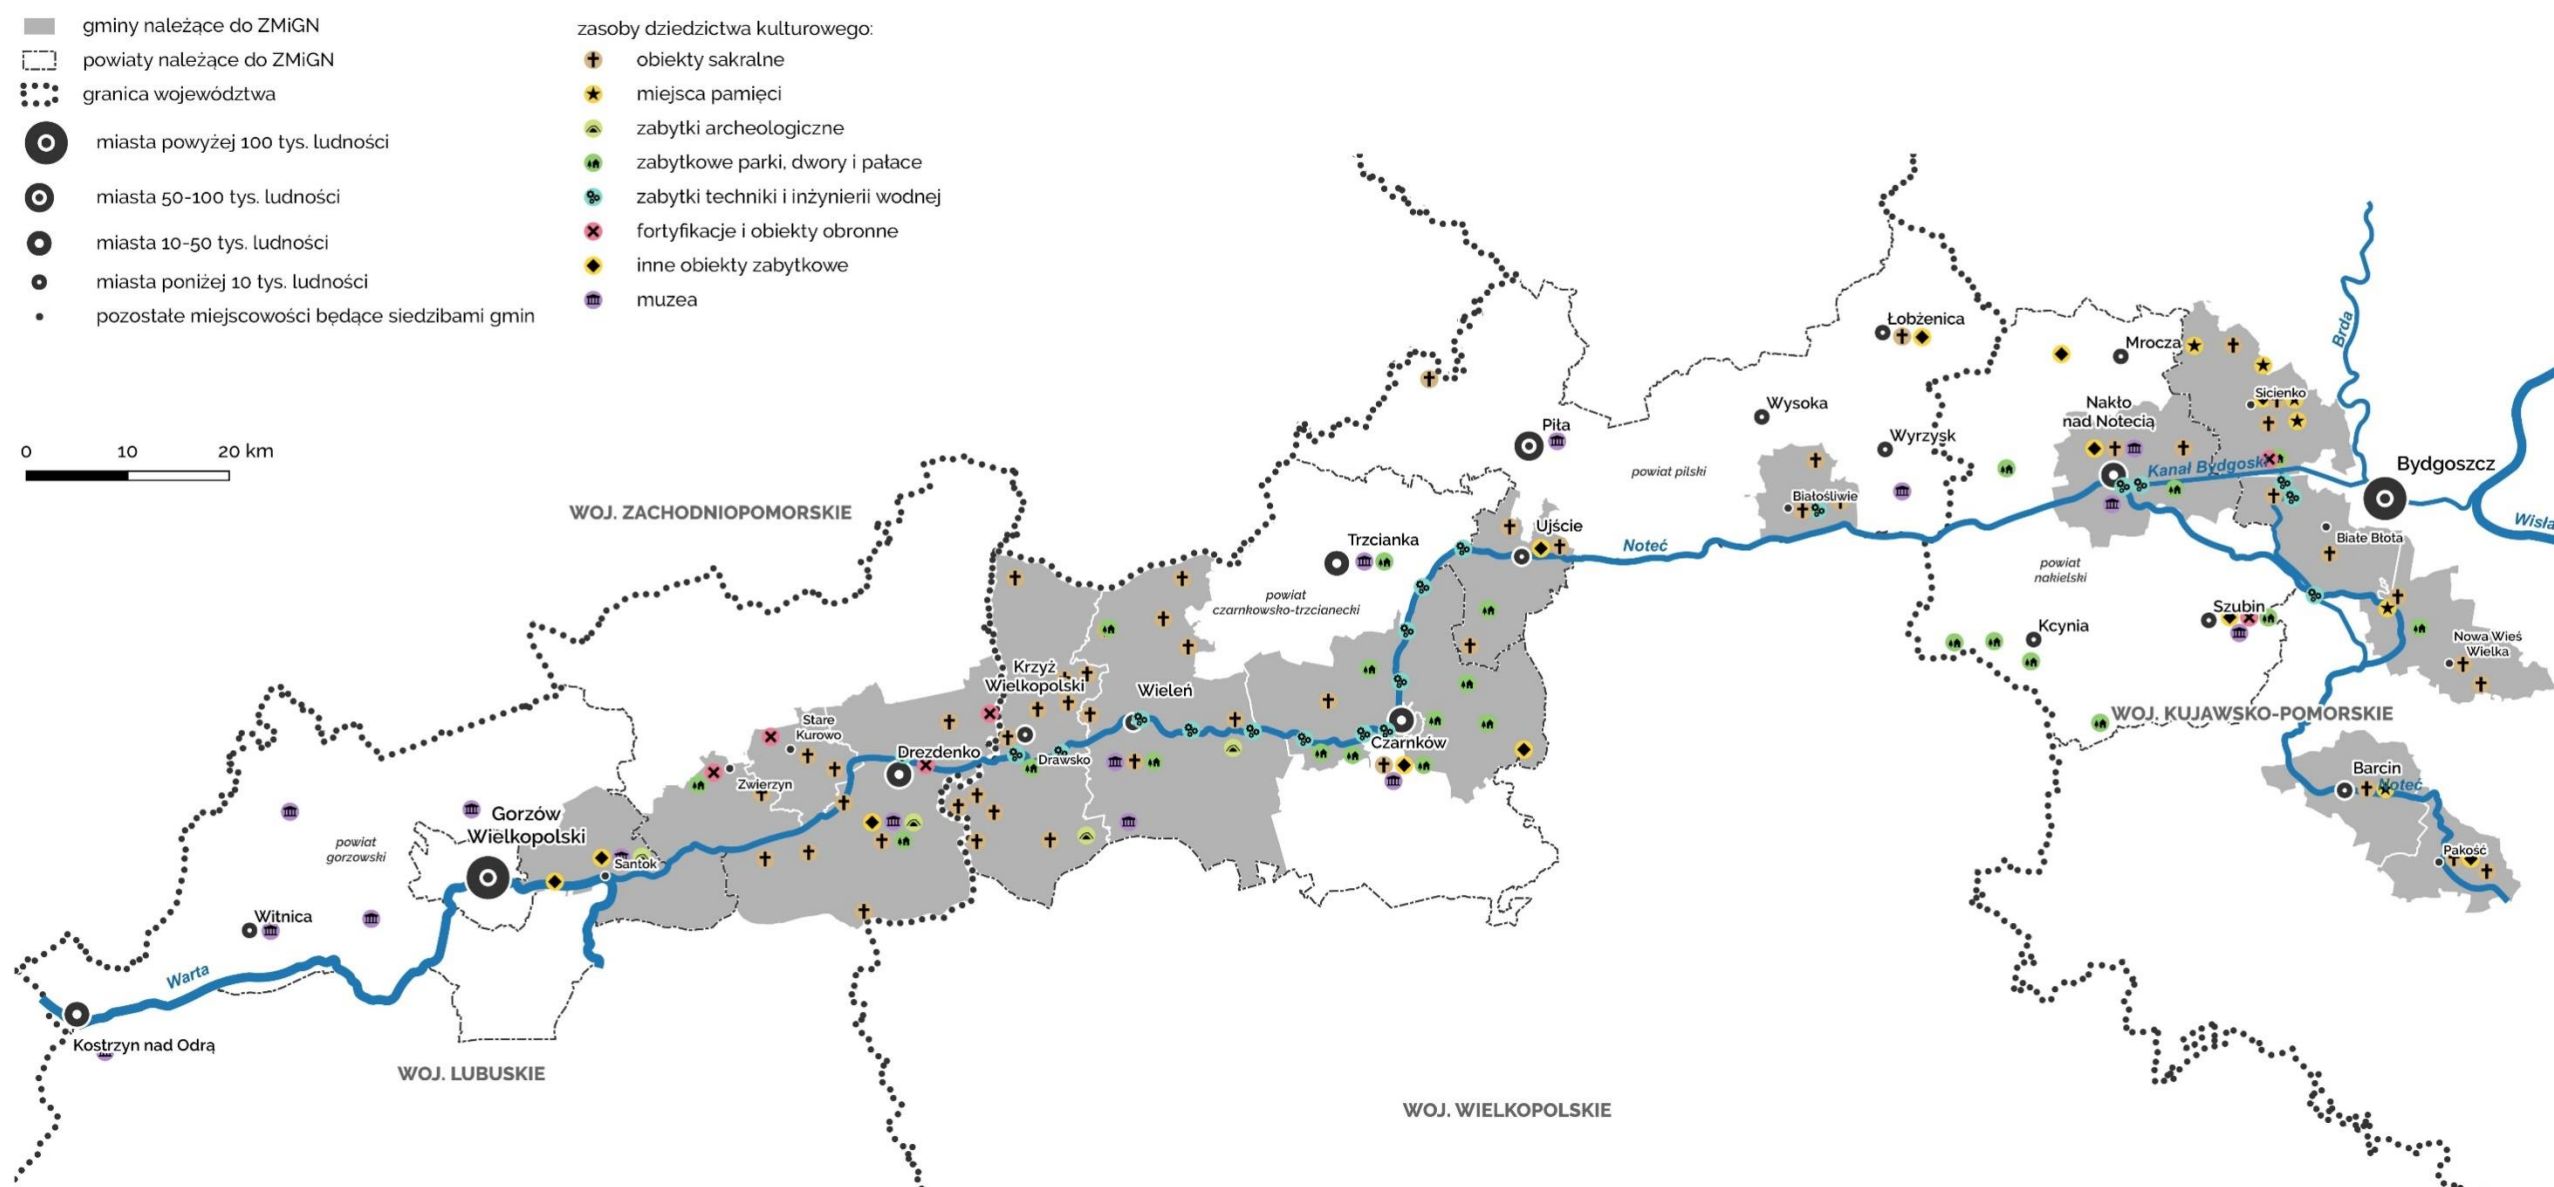 gminy należące do ZMiGN
powiaty należące do ZMiGN
granica województwa
miasta powyżej 100 tys. ludności
miasta 50-100 tys. ludności
miasta 10-50 tys. ludności
miasta poniżej 10 tys. ludności
pozostałe miejscowości będące siedzibami gmin
zasoby dziedzictwa kulturowego:
obiekty sakralne
miejsca pamięci
zabytki archeologiczne
zabytkowe parki, dwory i pałace
zabytki techniki i inżynierii wodnej
fortyfikacje i obiekty obronne
inne obiekty zabytkowe
muzea
0 10 20 km
WOJ. ZACHODNIOPOMORSKIE
Łobżenica
Mrocza
Brda
Sicienko
Wysoka
Nakło
nad Notecią
Piła
Wyrzysk
powiat pilski
Kanał Bydgoski
Bydgoszcz
Białośliwie
Wisła
Ujście
Noteć
Białe Błota
Trzcianka
powiat
nakielski
powiat
czarnkowsko-trzcianecki
Szubin
Kcynia
Nowa Wieś
Wielka
Krzyż
Wielkopolski
Wieleń
WOJ. KUJAWSKO-POMORSKIE
Stare
Kurowo
Drezdenko
Drawsko
Czarnków
Zwierzyn
Barcin
Noteć
Gorzów
Wielkopolski
powiat
gorzowski
Santok
Pakość
Witnica
Warta
Kostrzyn nad Odrą
WOJ. LUBUSKIE
WOJ. WIELKOPOLSKIE